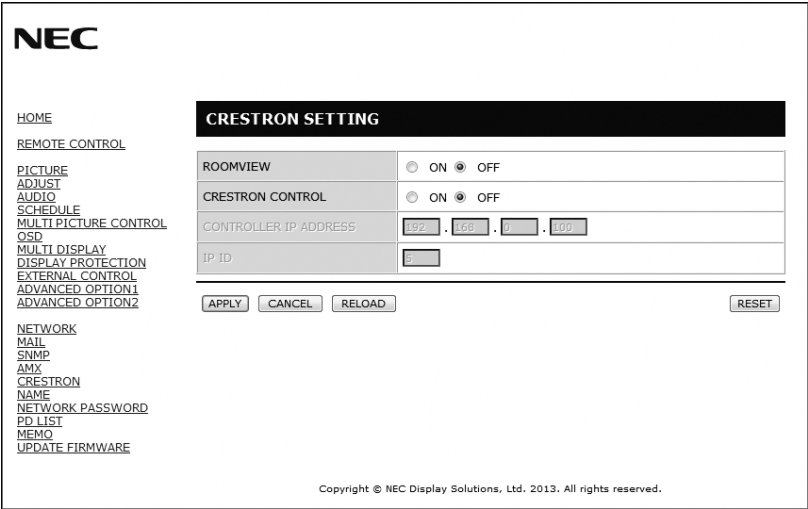 NEC
HOME
REMOTE CONTROL
PICTURE
ADJUST
AUDIO
SCHEDULE
MULTI PICTURE CONTROL
OSD
MULTI DISPLAY
DISPLAY PROTECTION
EXTERNAL CONTROL
ADVANCED OPTION1
ADVANCED OPTION2
NETWORK
MAIL
SNMP
AMX
CRESTRON
NAME
NETWORK PASSWORD
PD LIST
MEMO
UPDATE FIRMWARE
CRESTRON SETTING
ROOMVIEW ON OFF
CRESTRON CONTROL ON OFF
CONTROLLER IP ADDRESS 192 . 168 . 0 . 100
IP ID 5
APPLY CANCEL RELOAD RESET
Copyright © NEC Display Solutions, Ltd. 2013. All rights reserved.